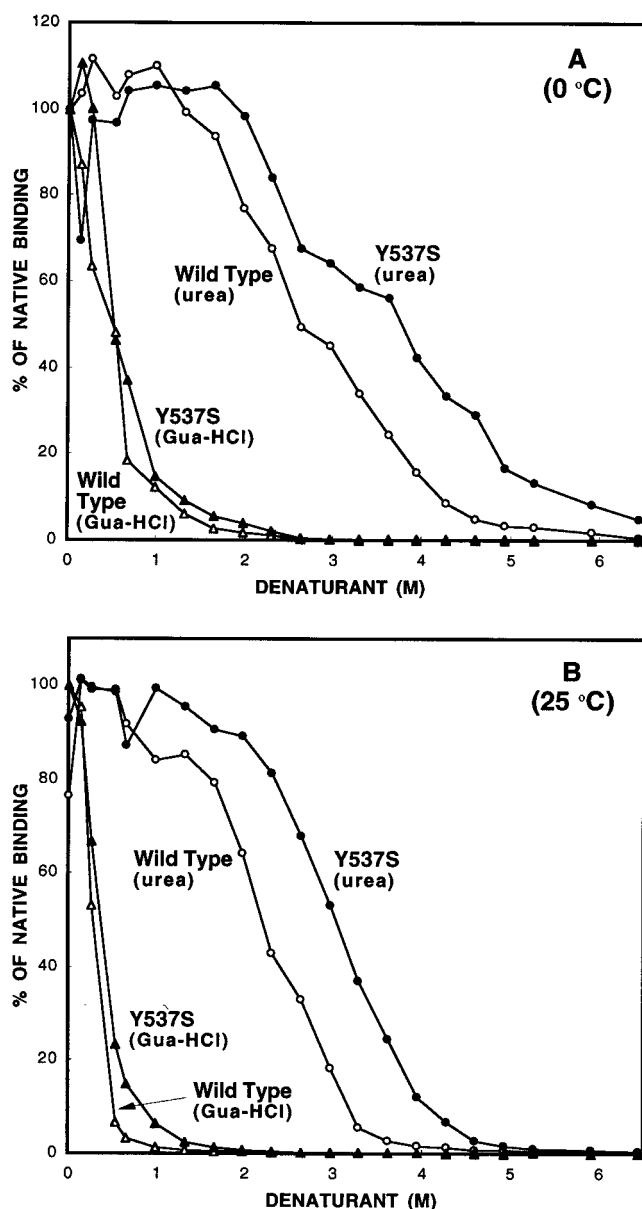 120
100
80
60
40
20
0
% OF NATIVE BINDING
A
(0 °C)
Wild Type
(urea)
Y537S
(urea)
Y537S
(Gua-HCl)
Wild
Type
(Gua-HCl)
0 1 2 3 4 5 6
DENATURANT (M)
100
80
60
40
20
0
% OF NATIVE BINDING
B
(25 °C)
Wild Type
(urea)
Y537S
(urea)
Y537S
(Gua-HCl)
Wild Type
(Gua-HCl)
0 1 2 3 4 5 6
DENATURANT (M)